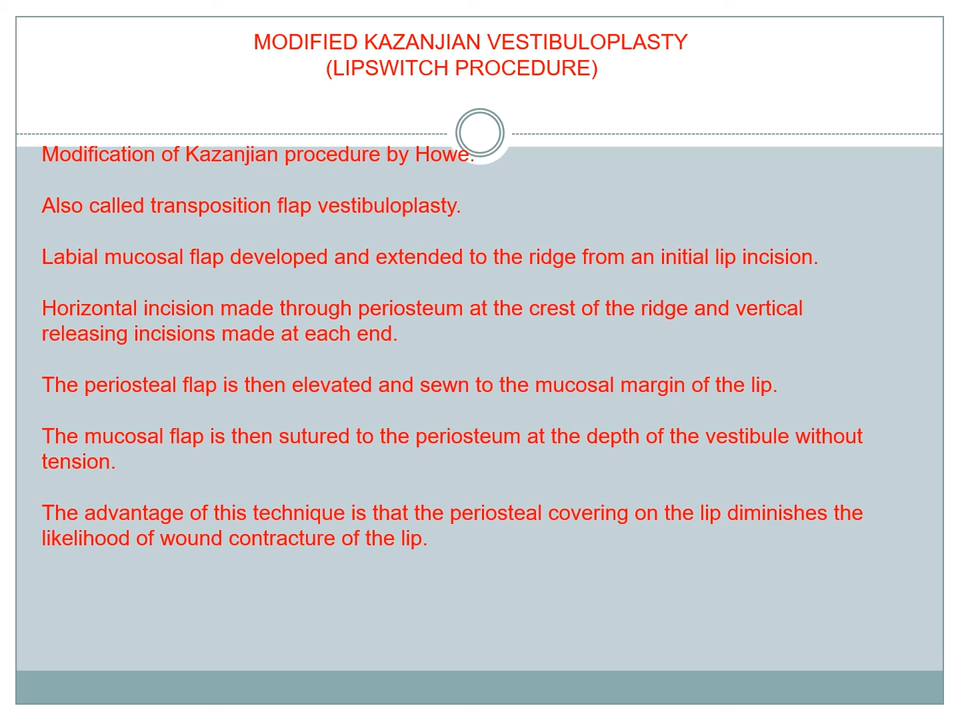 MODIFIED KAZANJIAN VESTIBULOPLASTY
(LIPSWITCH PROCEDURE)
Modification of Kazanjian procedure by Howe.
Also called transposition flap vestibuloplasty.
Labial mucosal flap developed and extended to the ridge from an initial lip incision.
Horizontal incision made through periosteum at the crest of the ridge and vertical
releasing incisions made at each end.
The periosteal flap is then elevated and sewn to the mucosal margin of the lip.
The mucosal flap is then sutured to the periosteum at the depth of the vestibule without
tension.
The advantage of this technique is that the periosteal covering on the lip diminishes the
likelihood of wound contracture of the lip.